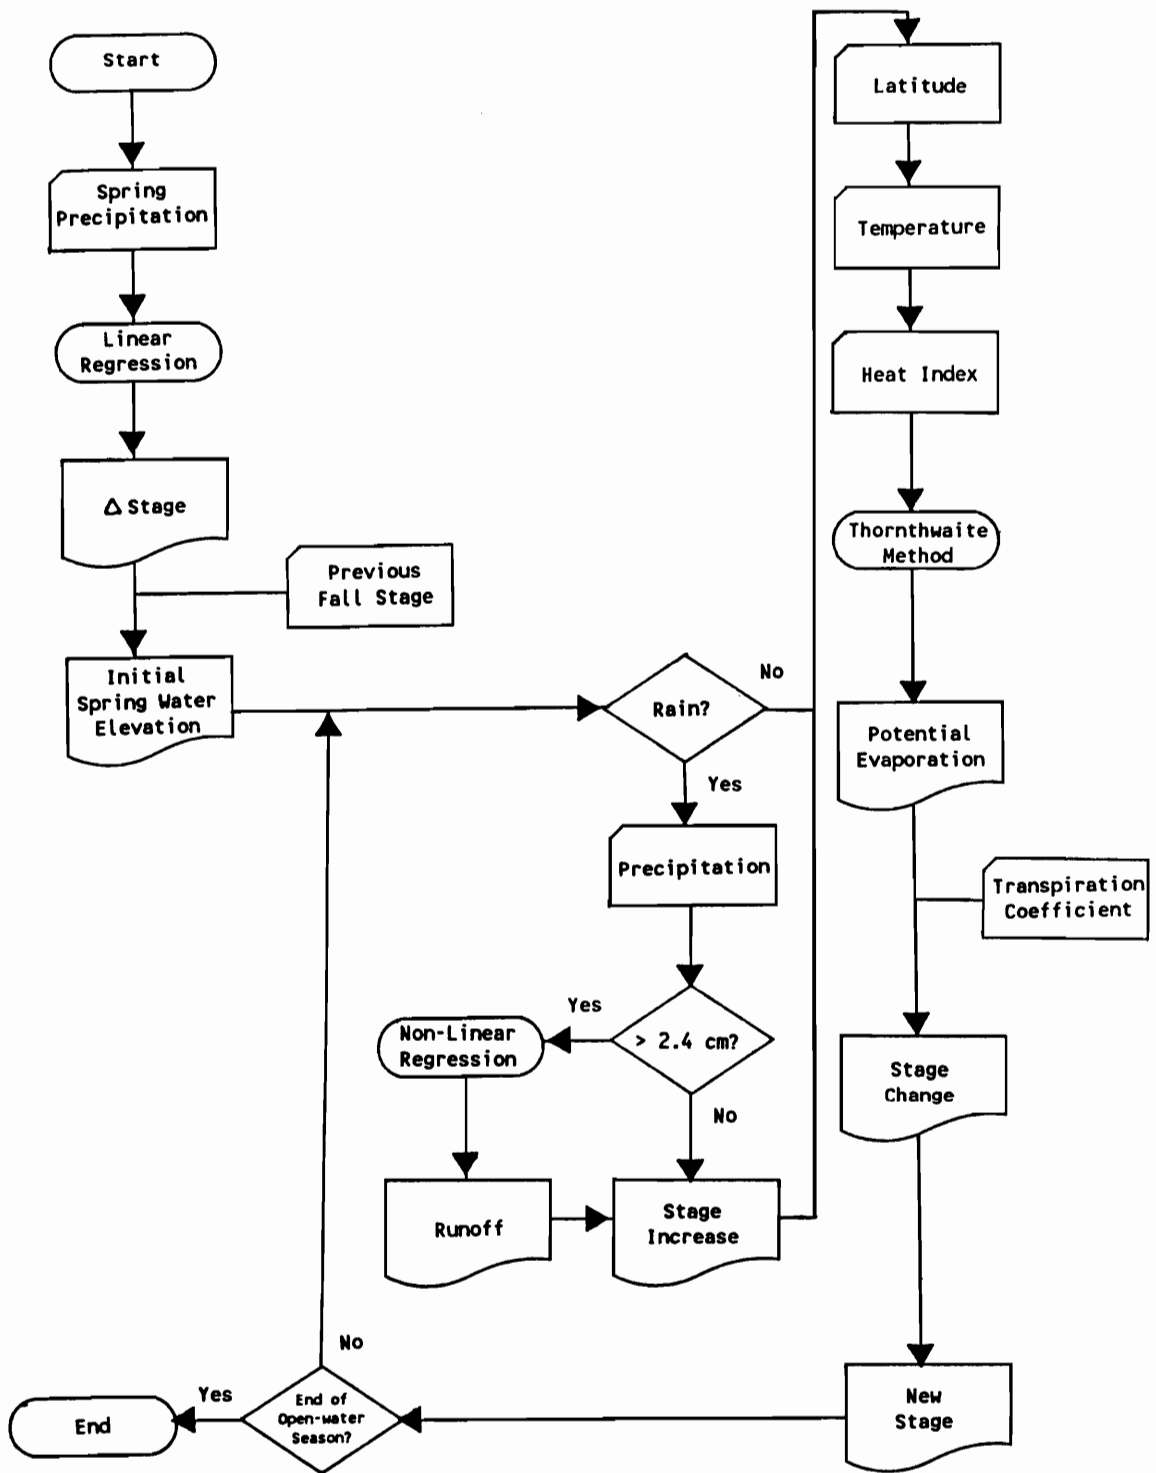 Start
Spring
Precipitation
Linear
Regression
Δ Stage
Previous
Fall Stage
Initial
Spring Water
Elevation
Rain?
No
Yes
Precipitation
> 2.4 cm?
Yes
No
Non-Linear
Regression
Runoff
Stage
Increase
Latitude
Temperature
Heat Index
Thornthwaite
Method
Potential
Evaporation
Transpiration
Coefficient
Stage
Change
New
Stage
End of
Open-water
Season?
No
Yes
End